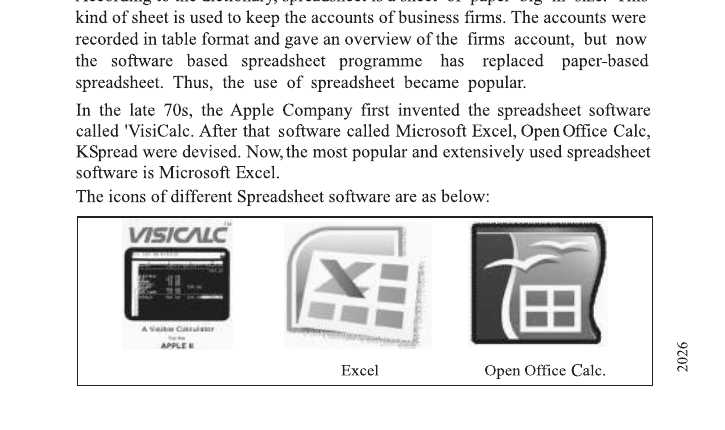 kind of sheet is used to keep the accounts of business firms. The accounts were
recorded in table format and gave an overview of the firms account, but now
the software based spreadsheet programme has replaced paper-based
spreadsheet. Thus, the use of spreadsheet became popular.
In the late 70s, the Apple Company first invented the spreadsheet software
called 'VisiCalc. After that software called Microsoft Excel, Open Office Calc,
KSpread were devised. Now, the most popular and extensively used spreadsheet
software is Microsoft Excel.
The icons of different Spreadsheet software are as below:
VISICALC
TM
A Visible Calculator
For the
APPLE II
Excel
Open Office Calc.
2026